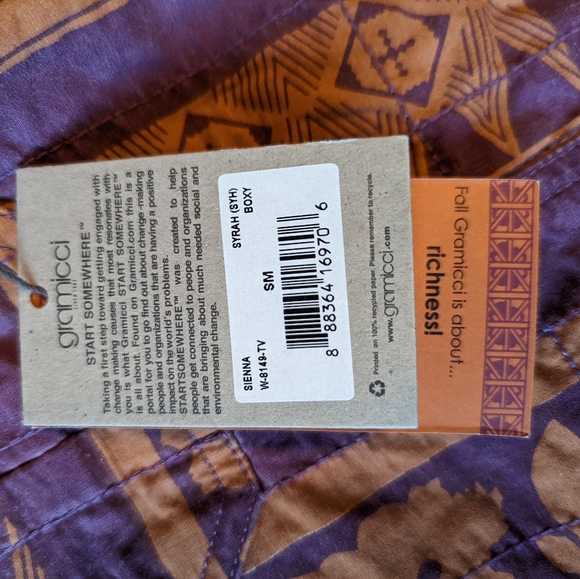 gramicci
START SOMEWHERE™
Taking a first step toward getting engaged with
change making causes that most resonates with
you is what Gramicci START SOMEWHERE™
is all about. Found on Gramicci.com this is a
portal for you to go find out about change -making
people and organizations that are having a positive
impact on the world's problems.
STARTSOMEWHERE™ was created to help
people get connected to peope and organizations
that are bringing about much needed social and
environmental change.
SIENNA SYRAH (SYH)
W-8149-TV BOXY
SM
8 88364 16970 6
Printed on 100% recycled paper. Please remember to recycle.
www.gramicci.com
Fall Gramicci is about...
richness!